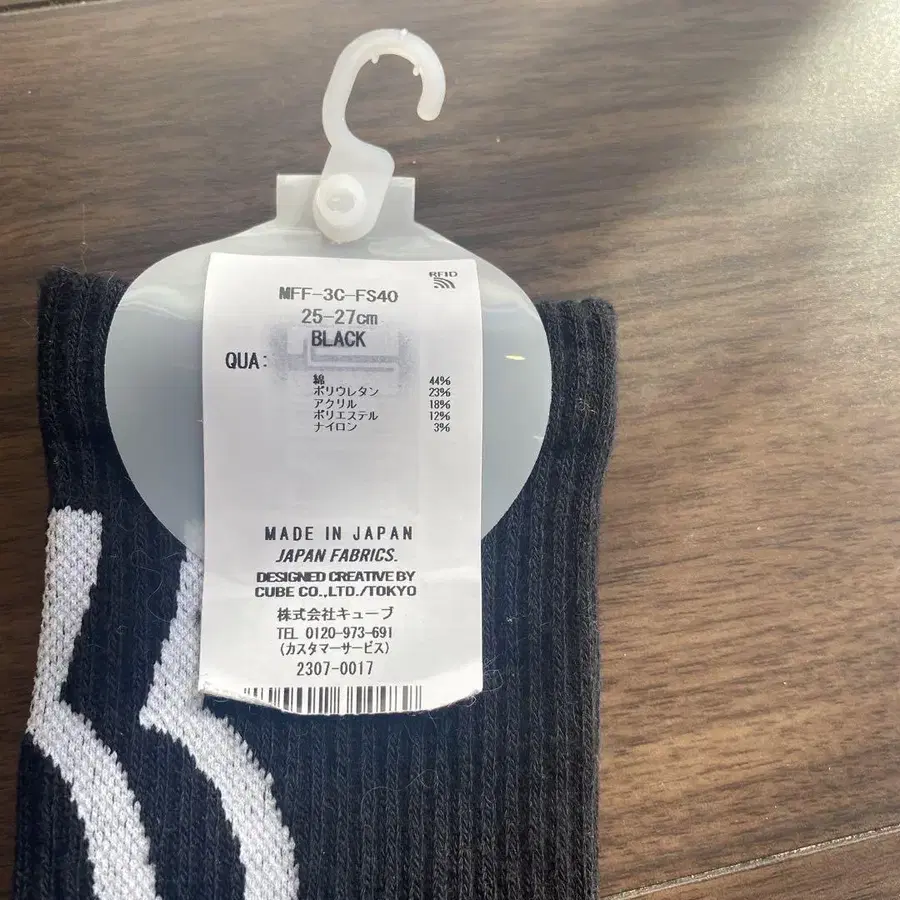 RFID
MFF-3C-FS40
25-27cm
BLACK
QUA:
綿 44%
ポリウレタン 23%
アクリル 18%
ポリエステル 12%
ナイロン 3%
MADE IN JAPAN
JAPAN FABRICS.
DESIGNED CREATIVE BY
CUBE CO.,LTD./TOKYO
株式会社キューブ
TEL 0120-973-691
(カスタマーサービス)
2307-0017